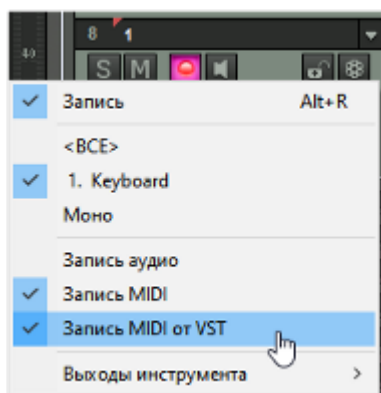 8 1
40
S M
Запись Alt+R
<ВСЕ>
1. Keyboard
Моно
Запись аудио
Запись MIDI
Запись MIDI от VST
Выходы инструмента >